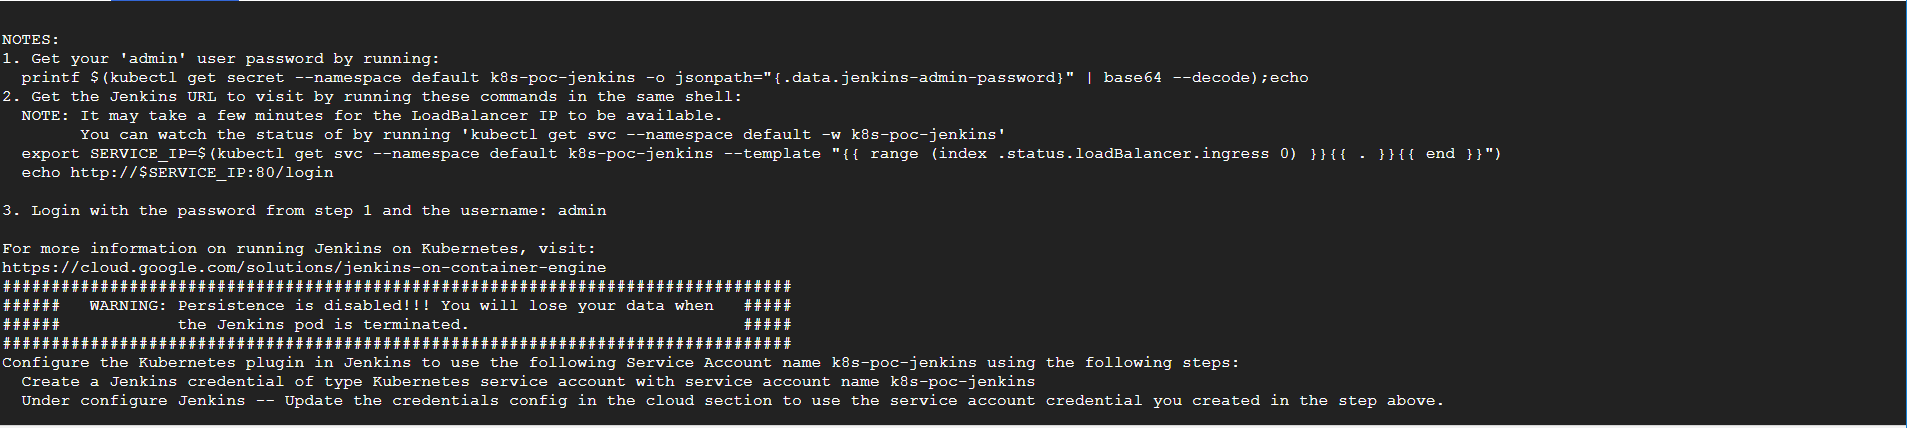 NOTES:
1. Get your 'admin' user password by running:
  printf $(kubectl get secret --namespace default k8s-poc-jenkins -o jsonpath="{.data.jenkins-admin-password}" | base64 --decode);echo
2. Get the Jenkins URL to visit by running these commands in the same shell:
  NOTE: It may take a few minutes for the LoadBalancer IP to be available.
        You can watch the status of by running 'kubectl get svc --namespace default -w k8s-poc-jenkins'
  export SERVICE_IP=$(kubectl get svc --namespace default k8s-poc-jenkins --template "{{ range (index .status.loadBalancer.ingress 0) }}{{ . }}{{ end }}")
  echo http://$SERVICE_IP:80/login

3. Login with the password from step 1 and the username: admin

For more information on running Jenkins on Kubernetes, visit:
https://cloud.google.com/solutions/jenkins-on-container-engine
#################################################################################
######   WARNING: Persistence is disabled!!! You will lose your data when   #####
######            the Jenkins pod is terminated.                            #####
#################################################################################
Configure the Kubernetes plugin in Jenkins to use the following Service Account name k8s-poc-jenkins using the following steps:
  Create a Jenkins credential of type Kubernetes service account with service account name k8s-poc-jenkins
  Under configure Jenkins -- Update the credentials config in the cloud section to use the service account credential you created in the step above.